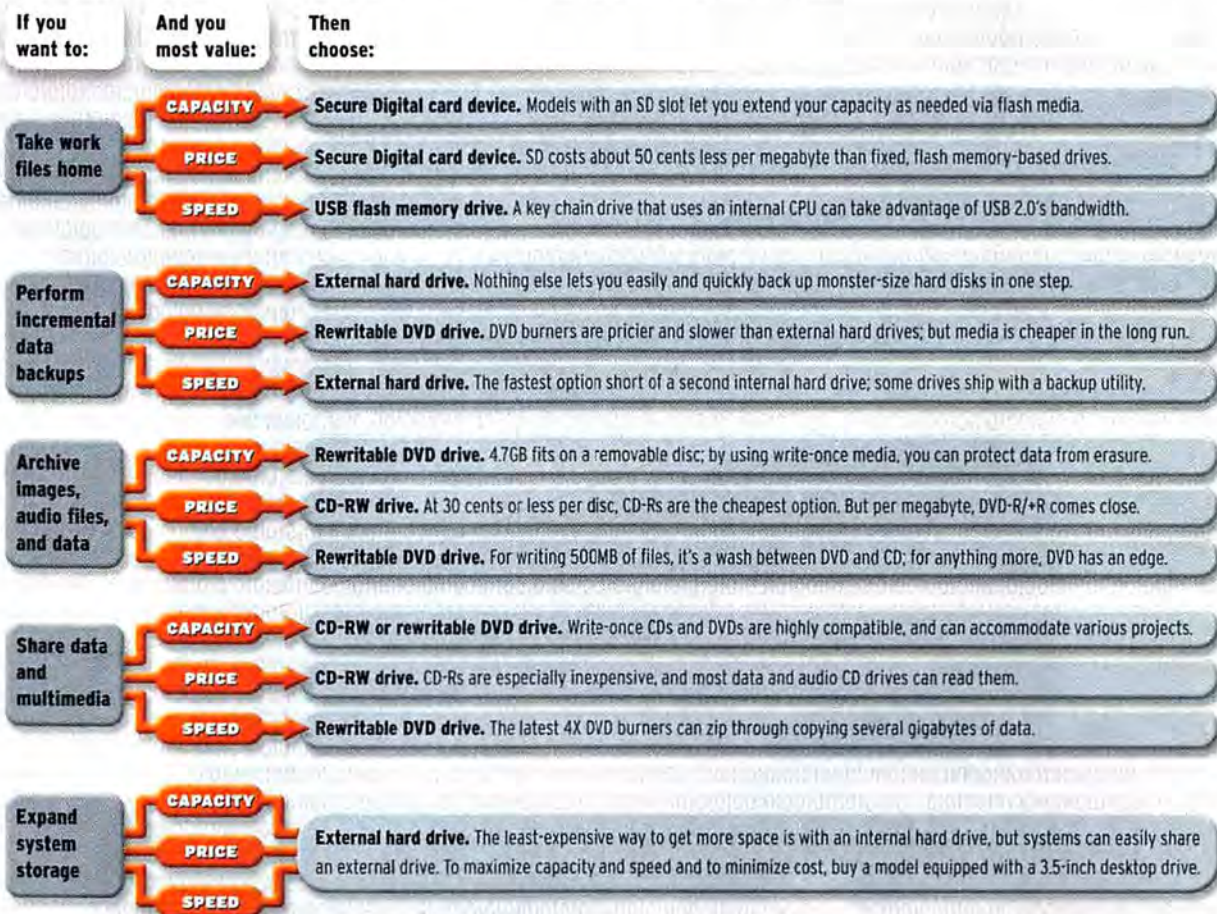 If you
want to:
And you
most value:
Then
choose:
Take work
files home
CAPACITY
Secure Digital card device. Models with an SD slot let you extend your capacity as needed via flash media.
PRICE
Secure Digital card device. SD costs about 50 cents less per megabyte than fixed, flash memory-based drives.
SPEED
USB flash memory drive. A key chain drive that uses an internal CPU can take advantage of USB 2.0's bandwidth.
Perform
incremental
data
backups
CAPACITY
External hard drive. Nothing else lets you easily and quickly back up monster-size hard disks in one step.
PRICE
Rewritable DVD drive. DVD burners are pricier and slower than external hard drives; but media is cheaper in the long run.
SPEED
External hard drive. The fastest option short of a second internal hard drive; some drives ship with a backup utility.
Archive
images,
audio files,
and data
CAPACITY
Rewritable DVD drive. 4.7GB fits on a removable disc; by using write-once media, you can protect data from erasure.
PRICE
CD-RW drive. At 30 cents or less per disc, CD-Rs are the cheapest option. But per megabyte, DVD-R/+R comes close.
SPEED
Rewritable DVD drive. For writing 500MB of files, it's a wash between DVD and CD; for anything more, DVD has an edge.
Share data
and
multimedia
CAPACITY
CD-RW or rewritable DVD drive. Write-once CDs and DVDs are highly compatible, and can accommodate various projects.
PRICE
CD-RW drive. CD-Rs are especially inexpensive, and most data and audio CD drives can read them.
SPEED
Rewritable DVD drive. The latest 4X DVD burners can zip through copying several gigabytes of data.
Expand
system
storage
CAPACITY
PRICE
SPEED
External hard drive. The least-expensive way to get more space is with an internal hard drive, but systems can easily share
an external drive. To maximize capacity and speed and to minimize cost, buy a model equipped with a 3.5-inch desktop drive.